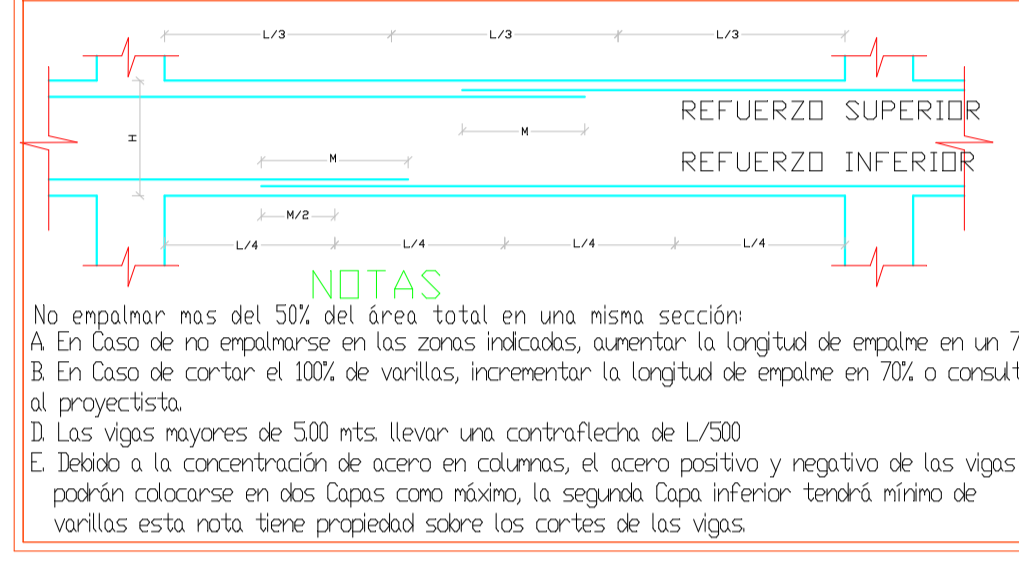 L/3 L/3 L/3
REFUERZO SUPERIOR
H
M
M
REFUERZO INFERIOR
M/2
L/4 L/4 L/4 L/4
NOTAS
No empalmar mas del 50% del área total en una misma sección:
A. En Caso de no empalmarse en las zonas indicadas, aumentar la longitud de empalme en un 7
B. En Caso de cortar el 100% de varillas, incrementar la longitud de empalme en 70% o consult
al proyectista.
D. Las vigas mayores de 5.00 mts. llevar una contraflecha de L/500
E. Debido a la concentración de acero en columnas, el acero positivo y negativo de las vigas
podrán colocarse en dos Capas como máximo, la segunda Capa inferior tendrá mínimo de
varillas esta nota tiene propiedad sobre los cortes de las vigas.